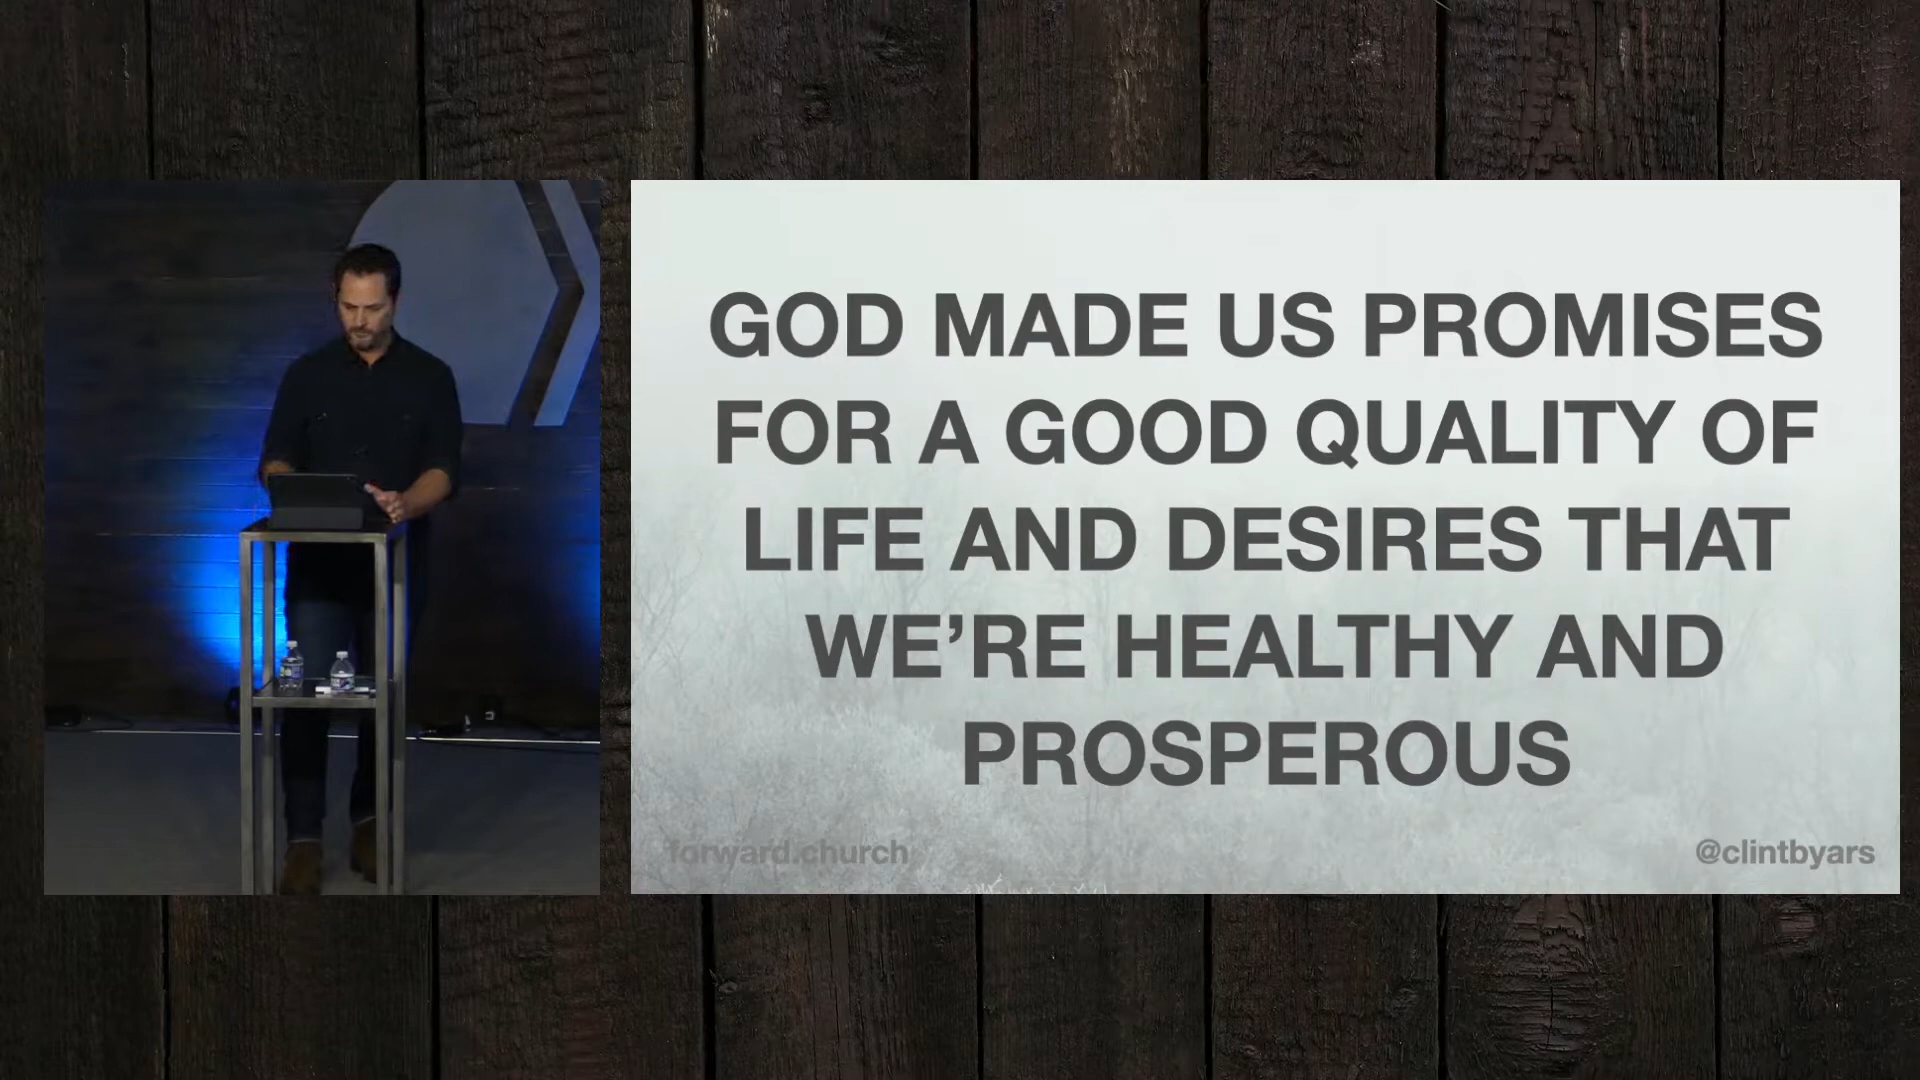 GOD MADE US PROMISES
FOR A GOOD QUALITY OF
LIFE AND DESIRES THAT
WE’RE HEALTHY AND
PROSPEROUS
forward.church
@clintbyars